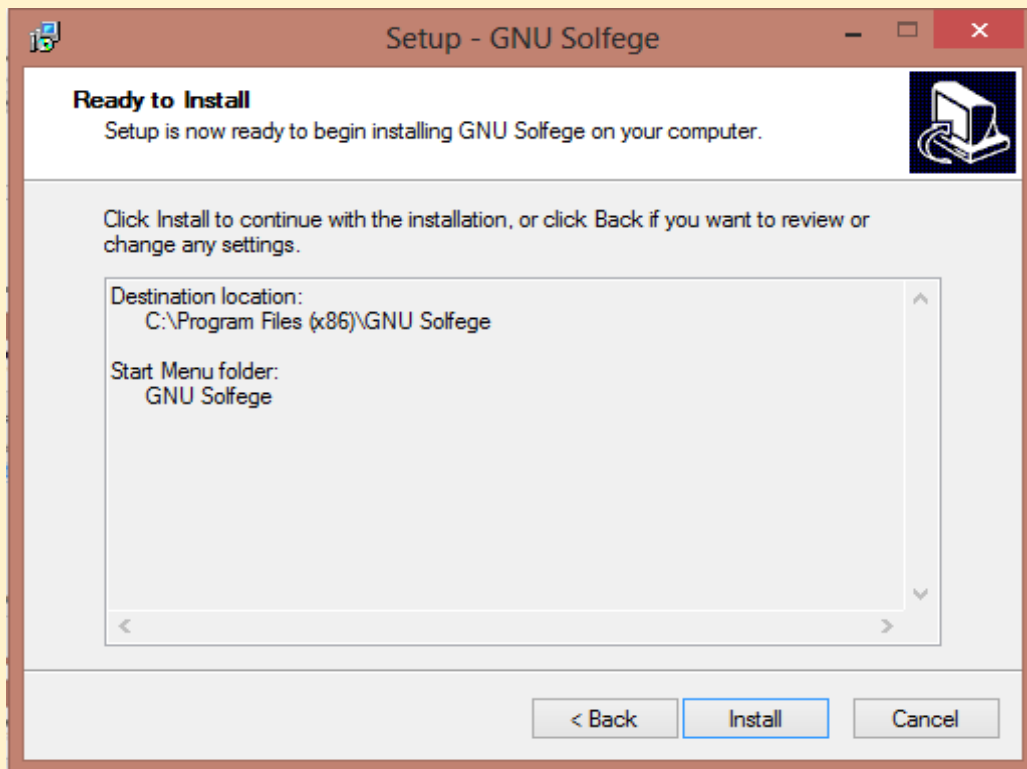 Setup - GNU Solfege
Ready to Install
Setup is now ready to begin installing GNU Solfege on your computer.
Click Install to continue with the installation, or click Back if you want to review or
change any settings.
Destination location:
C:\Program Files (x86)\GNU Solfege
Start Menu folder:
GNU Solfege
< Back Install Cancel